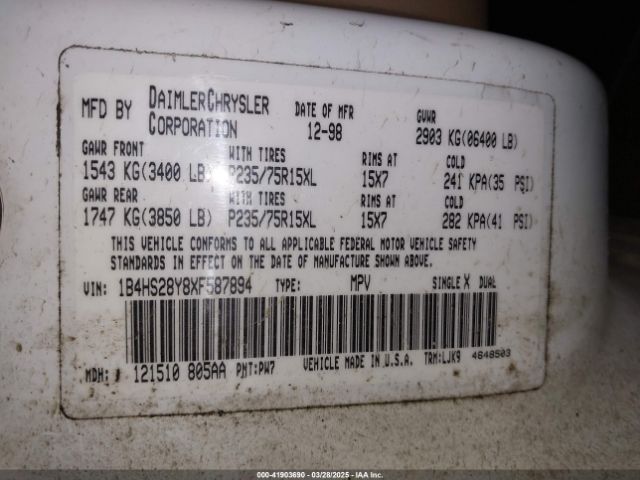 MFD BY DAIMLERCHRYSLER CORPORATION DATE OF MFR 12-98 GVWR 2903 KG(06400 LB)
GAWR FRONT WITH TIRES RIMS AT COLD
1543 KG(3400 LB) P235/75R15XL 15X7 241 KPA(35 PSI)
GAWR REAR WITH TIRES RIMS AT COLD
1747 KG(3850 LB) P235/75R15XL 15X7 282 KPA(41 PSI)
THIS VEHICLE CONFORMS TO ALL APPLICABLE FEDERAL MOTOR VEHICLE SAFETY
STANDARDS IN EFFECT ON THE DATE OF MANUFACTURE SHOWN ABOVE.
VIN: 1B4HS28Y8XF587894 TYPE: MPV SINGLE X DUAL
MDH: # 121510 805AA PNT:PW7 VEHICLE MADE IN U.S.A. TRM:LJK9 4648503
000-41903690 - 03/28/2025 - IAA Inc.